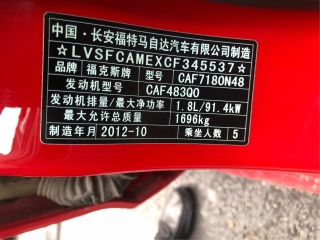 中国·长安福特马自达汽车有限公司制造
☆LVSFCAMEXCF345537☆
品牌 福克斯牌 型号 CAF7180N48
发动机型号 CAF483Q0
发动机排量/最大净功率 1.8L/91.4kW
最大允许总质量 1696kg
制造年月 2012-10 乘坐人数 5